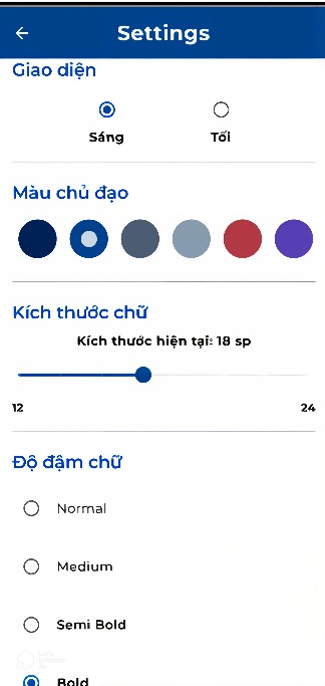 Settings
Giao diện
Sáng Tối
Màu chủ đạo
Kích thước chữ
Kích thước hiện tại: 18 sp
12 24
Độ đậm chữ
Normal
Medium
Semi Bold
Bold